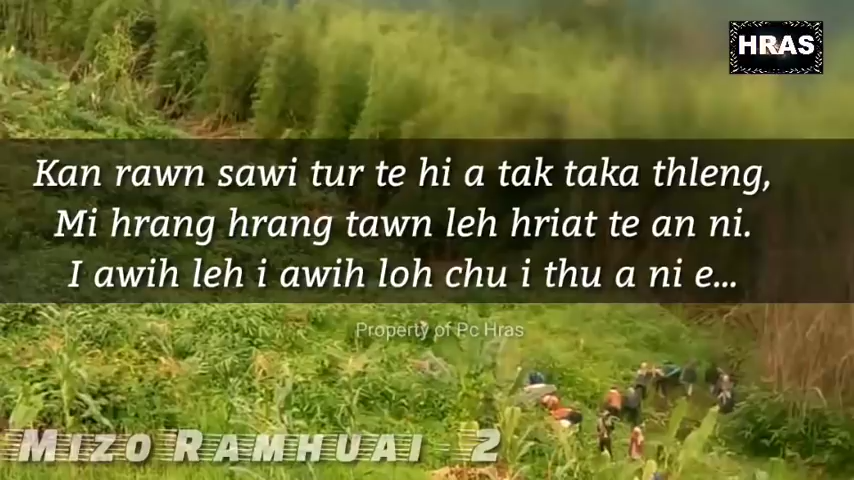 HRAS
Kan rawn sawi tur te hi a tak taka thleng,
Mi hrang hrang tawn leh hriat te an ni.
I awih leh i awih loh chu i thu a ni e...
Property of Pc Hras
Mizo Ramhuai - 2